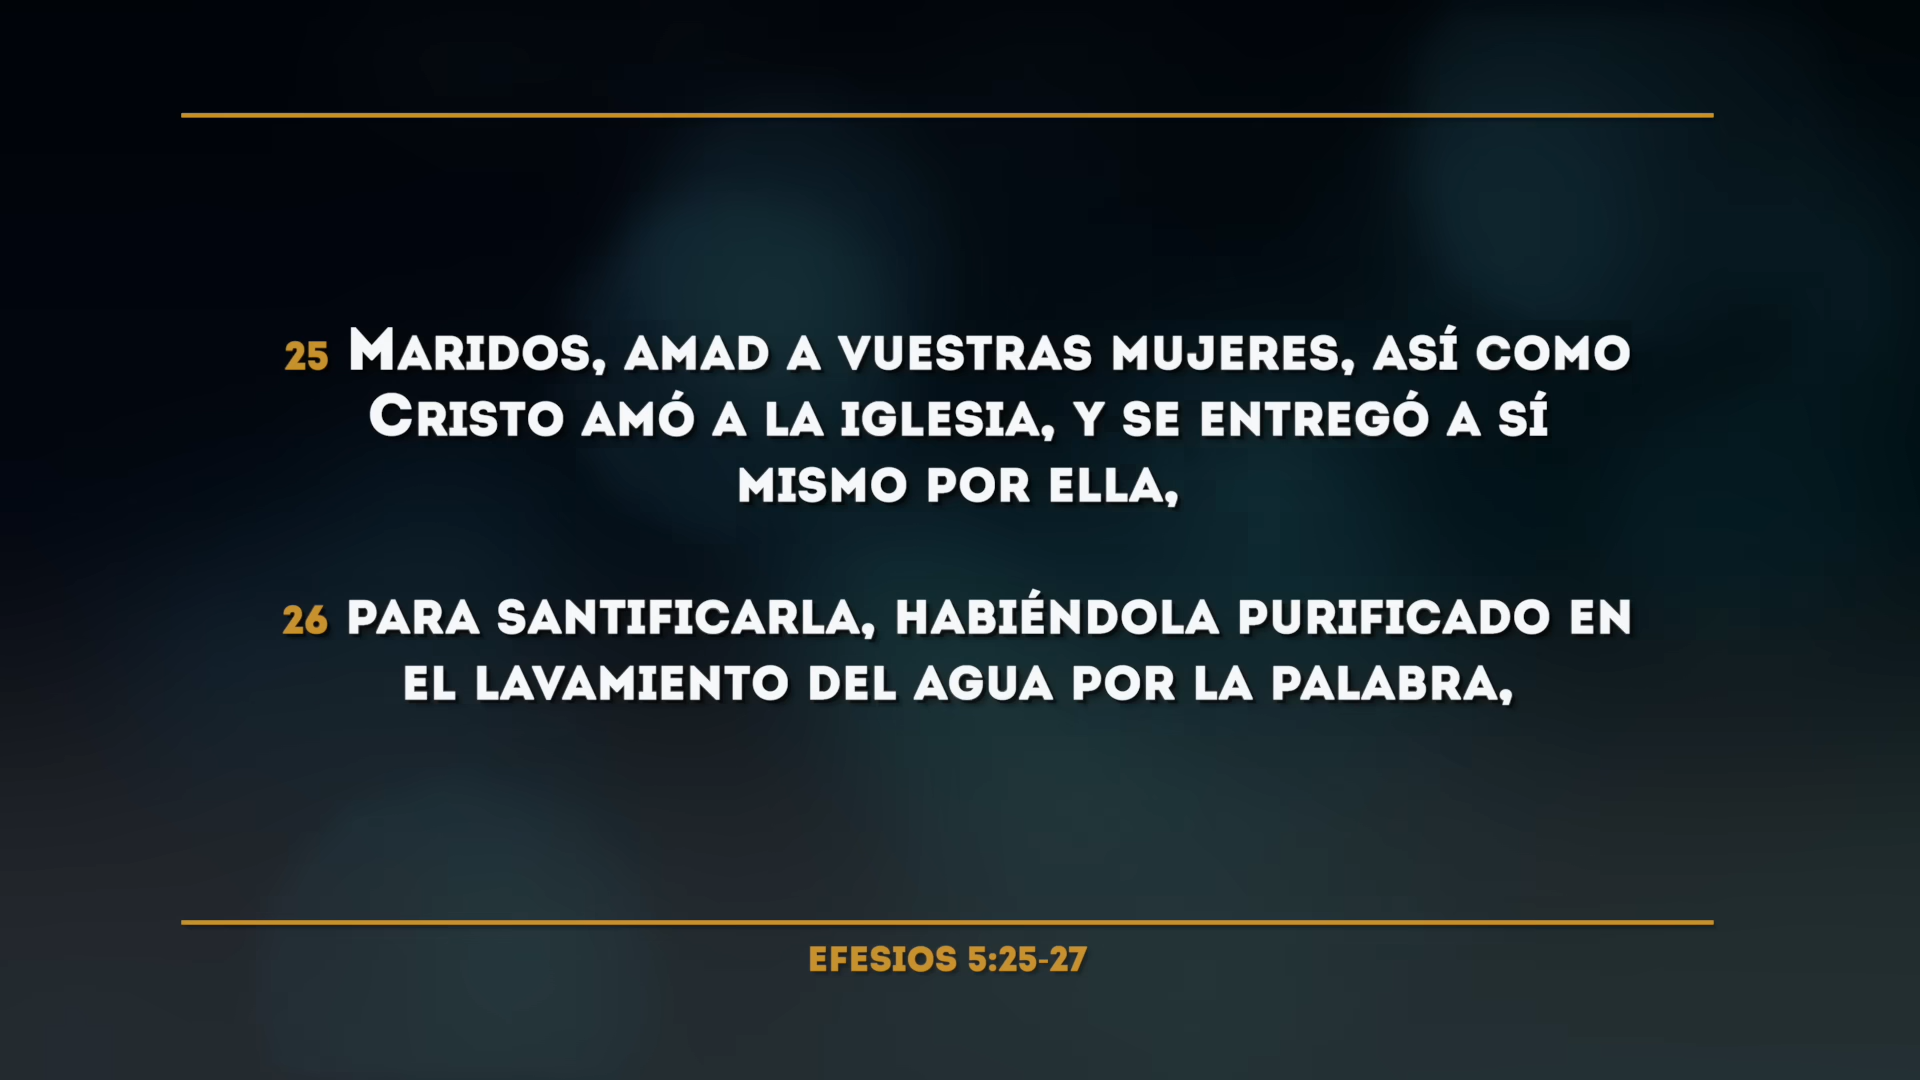 25 Maridos, amad a vuestras mujeres, así como
Cristo amó a la iglesia, y se entregó a sí
mismo por ella,
26 para santificarla, habiéndola purificado en
el lavamiento del agua por la palabra,
EFESIOS 5:25-27